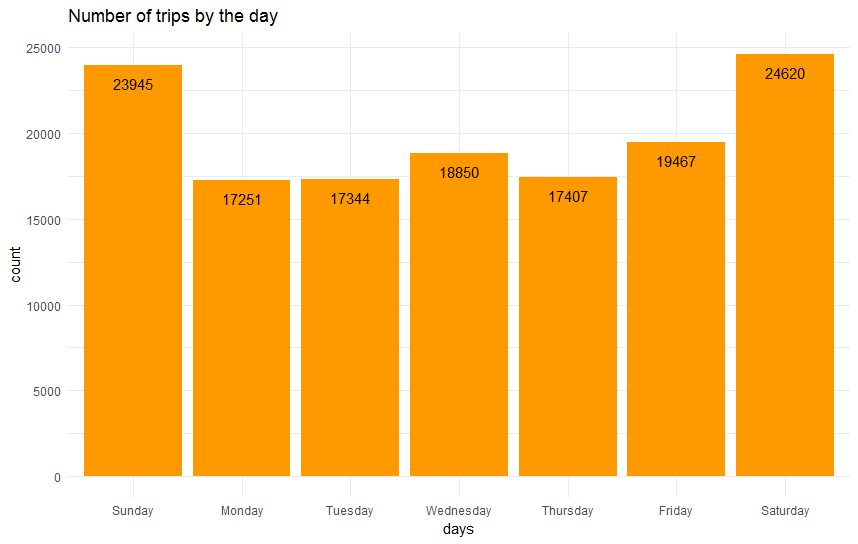 Number of trips by the day
25000
20000
15000
10000
5000
0
count
23945
17251
17344
18850
17407
19467
24620
Sunday
Monday
Tuesday
Wednesday
Thursday
Friday
Saturday
days